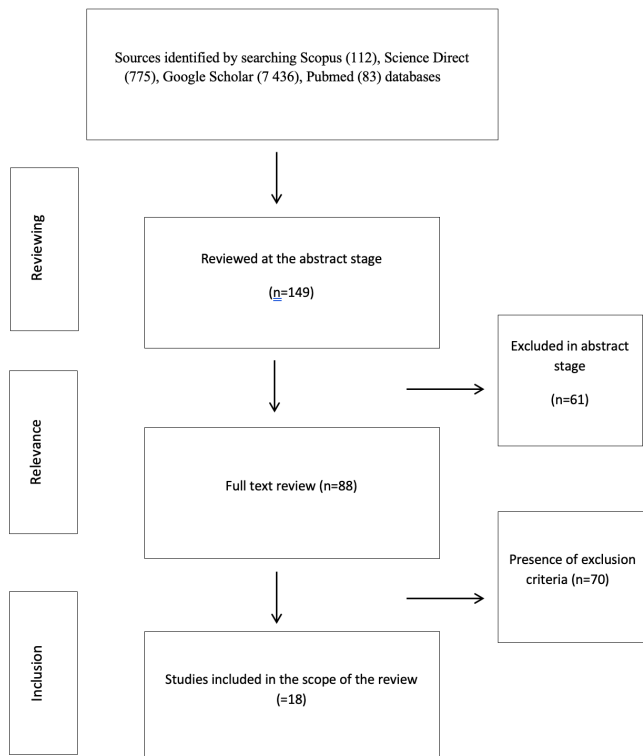 Sources identified by searching Scopus (112), Science Direct
(775), Google Scholar (7 436), Pubmed (83) databases
Reviewing
Reviewed at the abstract stage
(n=149)
Excluded in abstract
stage
(n=61)
Relevance
Full text review (n=88)
Presence of exclusion
criteria (n=70)
Inclusion
Studies included in the scope of the review
(=18)